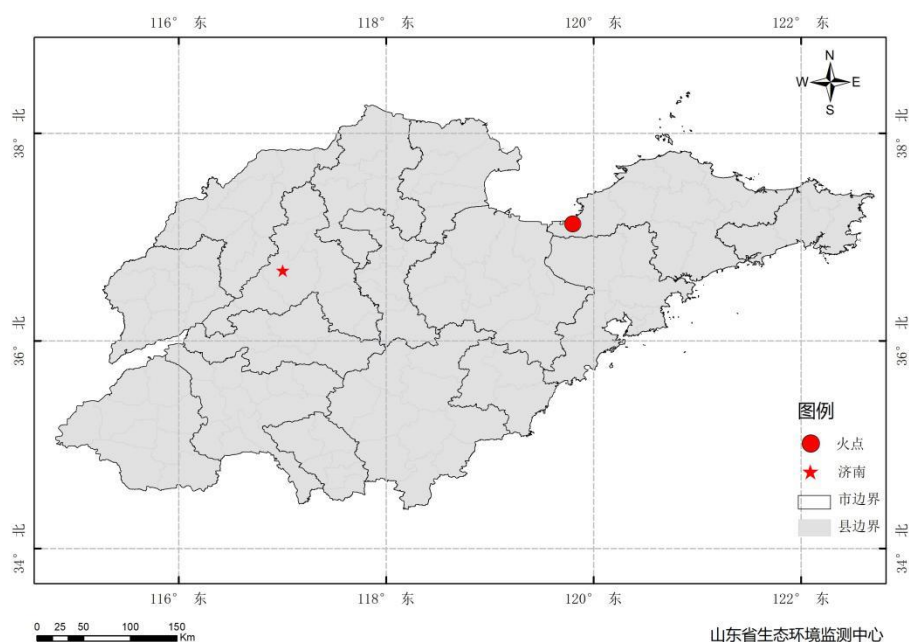 116° 东 118° 东 120° 东 122° 东
N
W E
S
38° 北 38° 北
36° 北 36° 北
图例
火点
济南
市边界
县边界
34° 北 34° 北
116° 东 118° 东 120° 东 122° 东
0 25 50 100 150
Km
山东省生态环境监测中心